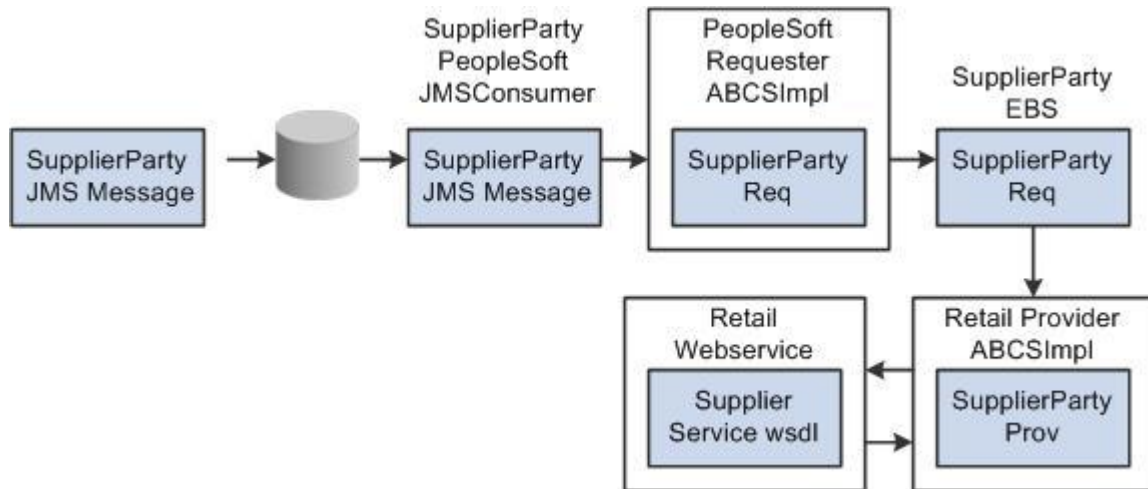 SupplierParty
JMS Message
SupplierParty
PeopleSoft
JMSConsumer
SupplierParty
JMS Message
PeopleSoft
Requester
ABCSImpl
SupplierParty
Req
SupplierParty
EBS
SupplierParty
Req
Retail
Webservice
Supplier
Service wsdl
Retail Provider
ABCSImpl
SupplierParty
Prov